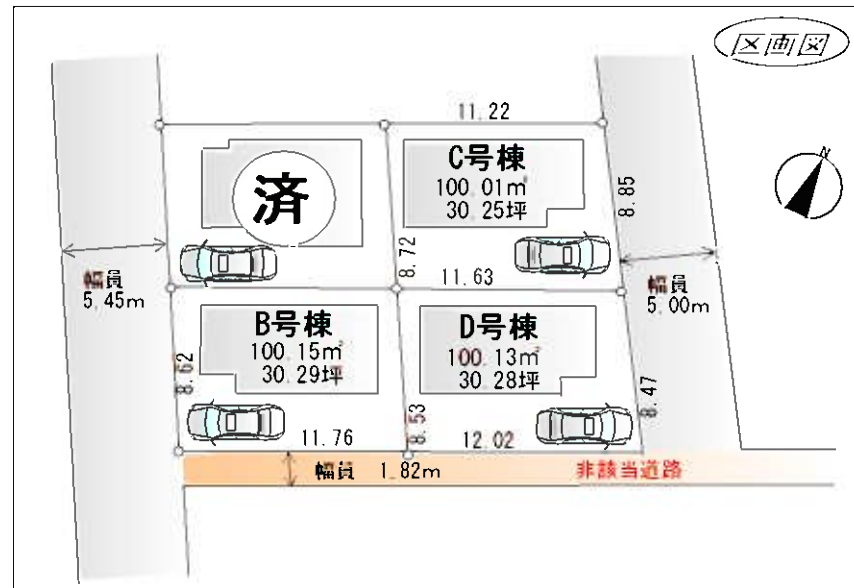 区画図
N
11.22
C号棟
100.01㎡
30.25坪
済
8.85
8.72
11.63
幅員
5.45m
幅員
5.00m
B号棟
100.15㎡
30.29坪
D号棟
100.13㎡
30.28坪
8.62
8.53
8.47
11.76
12.02
幅員 1.82m
非該当道路